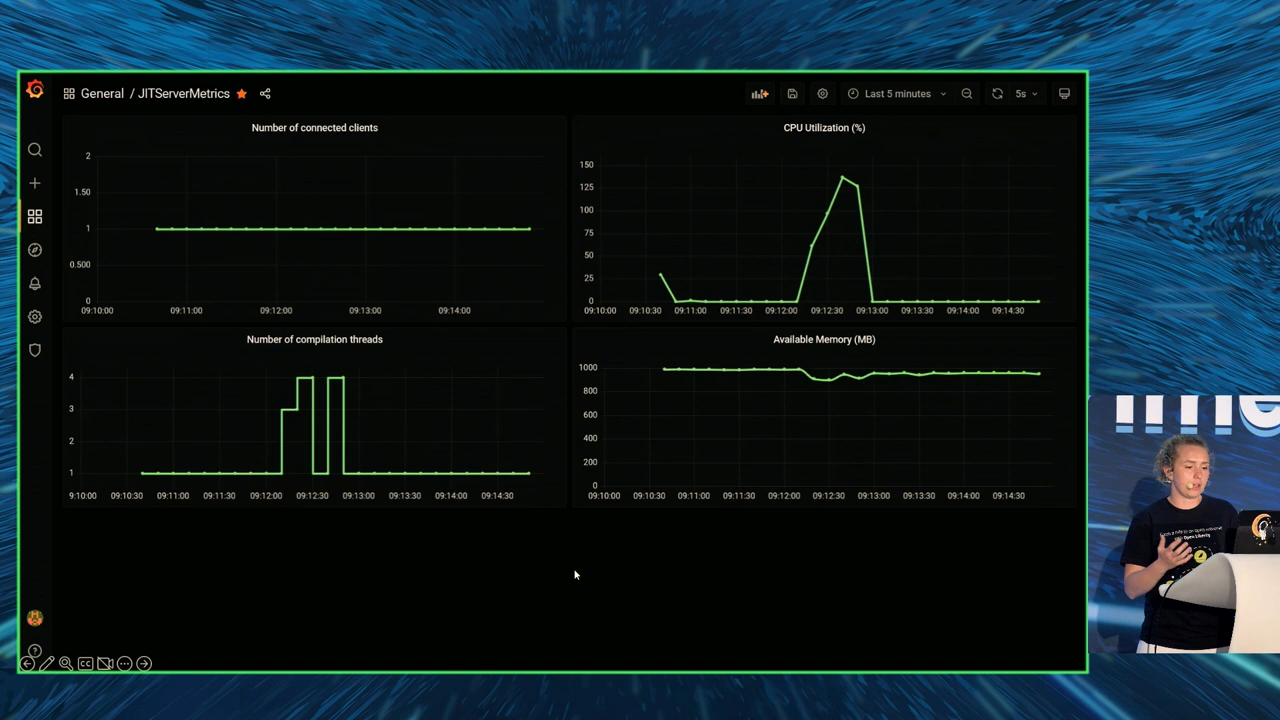 General / JITServerMetrics
Last 5 minutes
5s
Number of connected clients
2
1.50
1
0.500
0
09:10:00 09:11:00 09:12:00 09:13:00 09:14:00
CPU Utilization (%)
150
125
100
75
50
25
0
09:10:00 09:10:30 09:11:00 09:11:30 09:12:00 09:12:30 09:13:00 09:13:30 09:14:00 09:14:30
Number of compilation threads
4
3
2
1
9:10:00 09:10:30 09:11:00 09:11:30 09:12:00 09:12:30 09:13:00 09:13:30 09:14:00 09:14:30
Available Memory (MB)
1000
800
600
400
200
0
09:10:00 09:10:30 09:11:00 09:11:30 09:12:00 09:12:30 09:13:00 09:13:30 09:14:00 09:14:30
CC
Open Liberty